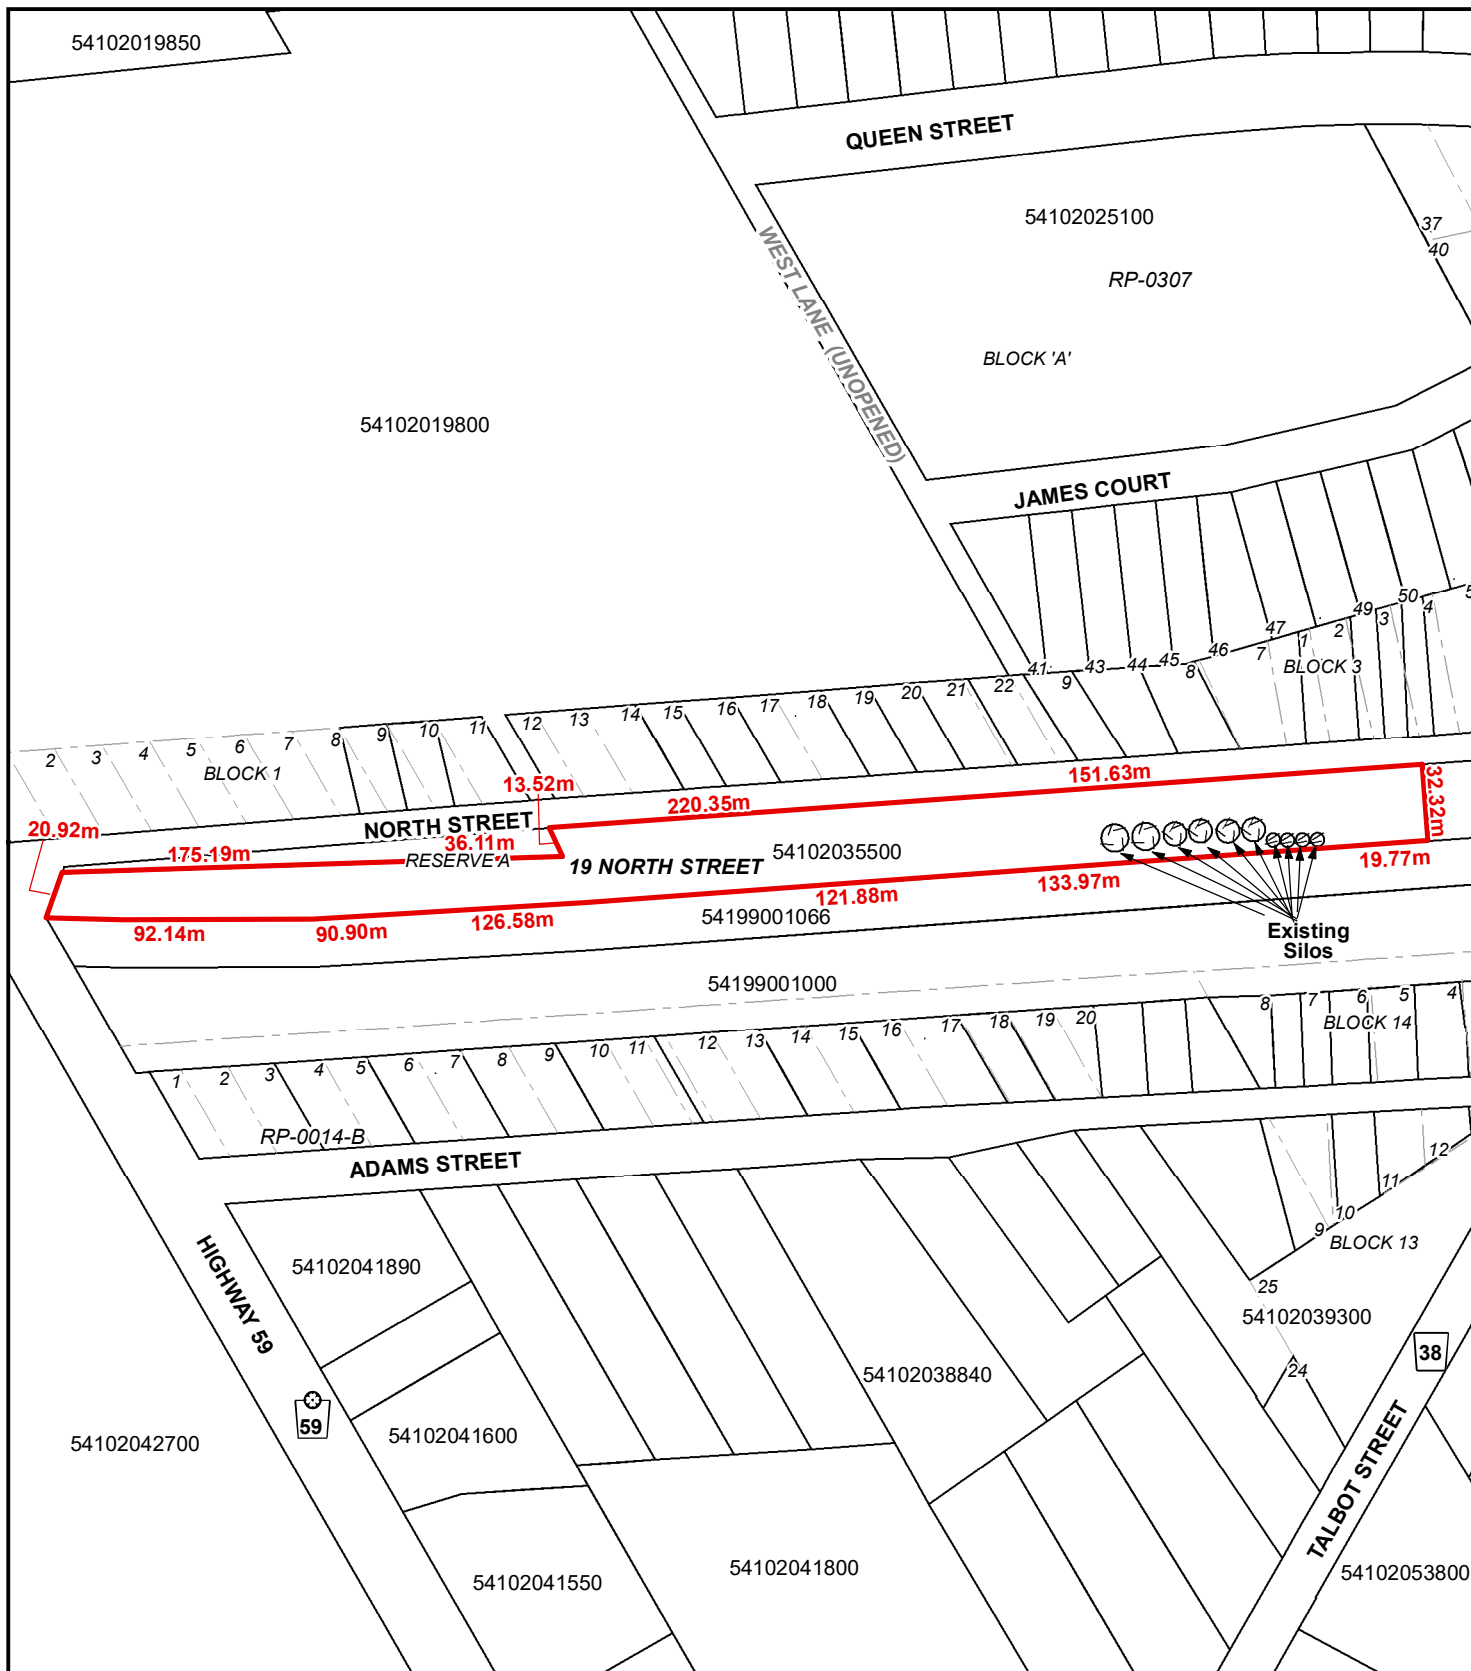 54102019850
QUEEN STREET
54102025100
37
40
RP-0307
WEST LANE (UNOPENED)
BLOCK 'A'
54102019800
JAMES COURT
41
43
44
45
46
47
49
50
5
9
8
7
1
2
3
4
BLOCK 3
2
3
4
5
6
7
8
9
10
11
12
13
14
15
16
17
18
19
20
21
22
BLOCK 1
13.52m
151.63m
220.35m
32.32m
20.92m
NORTH STREET
175.19m
36.11m
RESERVE A
19 NORTH STREET
54102035500
19.77m
133.97m
121.88m
126.58m
90.90m
92.14m
54199001066
Existing
Silos
54199001000
1
2
3
4
5
6
7
8
9
10
11
12
13
14
15
16
17
18
19
20
8
7
6
5
4
BLOCK 14
RP-0014-B
ADAMS STREET
12
11
10
9
BLOCK 13
HIGHWAY 59
54102041890
25
54102039300
24
38
54102038840
59
54102042700
54102041600
TALBOT STREET
54102041550
54102041800
54102053800